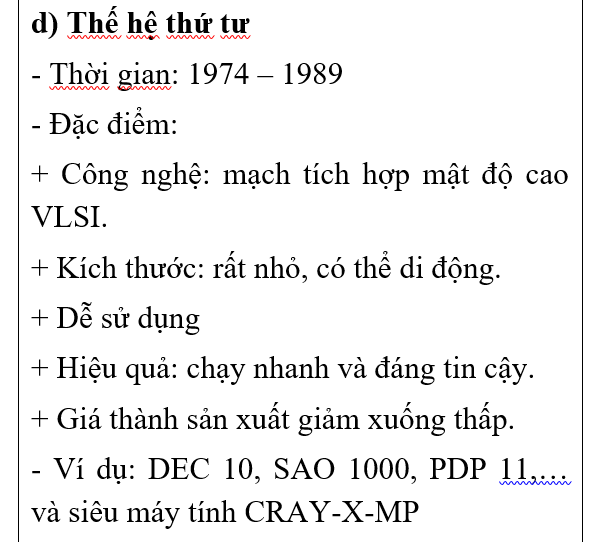 d) Thế hệ thứ tư
- Thời gian: 1974 – 1989
- Đặc điểm:
+ Công nghệ: mạch tích hợp mật độ cao
VLSI.
+ Kích thước: rất nhỏ, có thể di động.
+ Dễ sử dụng
+ Hiệu quả: chạy nhanh và đáng tin cậy.
+ Giá thành sản xuất giảm xuống thấp.
- Ví dụ: DEC 10, SAO 1000, PDP 11,…
và siêu máy tính CRAY-X-MP